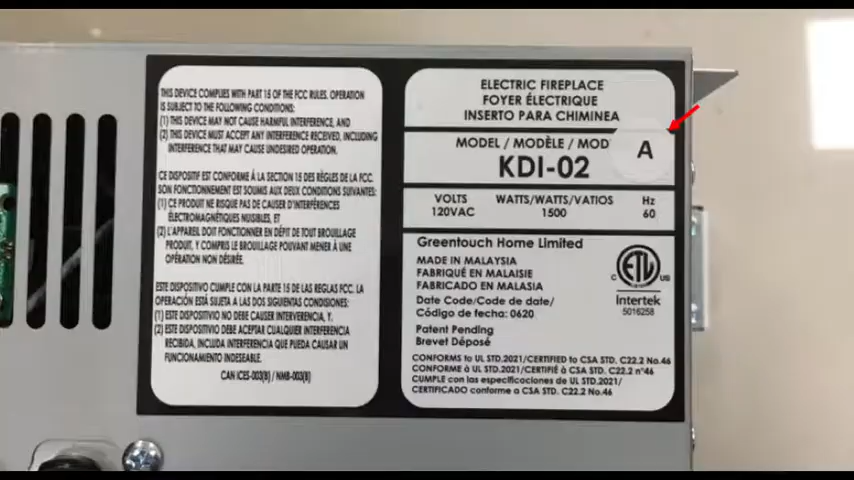 THIS DEVICE COMPLIES WITH PART 15 OF THE FCC RULES. OPERATION
IS SUBJECT TO THE FOLLOWING CONDITIONS:
(1) THIS DEVICE MAY NOT CAUSE HARMFUL INTERFERENCE, AND
(2) THIS DEVICE MUST ACCEPT ANY INTERFERENCE RECEIVED, INCLUDING
INTERFERENCE THAT MAY CAUSE UNDESIRED OPERATION.
CE DISPOSITIF EST CONFORME À LA SECTION 15 DES RÈGLES DE LA FCC.
SON FONCTIONNEMENT EST SOUMIS AUX DEUX CONDITIONS SUIVANTES:
(1) CE PRODUIT NE RISQUE PAS DE CAUSER D'INTERFÉRENCES
ÉLECTROMAGNÉTIQUES NUISIBLES, ET
(2) L'APPAREIL DOIT FONCTIONNER EN DÉPIT DE TOUT BROUILLAGE
PRODUIT, Y COMPRIS LE BROUILLAGE POUVANT MENER À UNE
OPÉRATION NON DÉSIRÉE.
ESTE DISPOSITIVO CUMPLE CON LA PARTE 15 DE LAS REGLAS FCC. LA
OPERACIÓN ESTÁ SUJETA A LAS DOS SIGUIENTES CONDISIONES:
(1) ESTE DISPOSITIVO NO DEBE CAUSAR INTERVERENCIA, Y,
(2) ESTE DISPOSITIVO DEBE ACEPTAR CUALQUIER INTERFERENCIA
RECIBIDA, INCLUIDA INTERFERENCIA QUE PUEDA CAUSAR UN
FUNCIONAMIENTO INDESEABLE.
CAN ICES-003(B) / NMB-003(B)
ELECTRIC FIREPLACE
FOYER ÉLECTRIQUE
INSERTO PARA CHIMINEA
MODEL / MODÈLE / MOD
KDI-02
A
VOLTS WATTS/WATTS/VATIOS Hz
120VAC 1500 60
Greentouch Home Limited
MADE IN MALAYSIA
FABRIQUÉ EN MALAISIE
FABRICADO EN MALASIA
Date Code/Code de date/
Código de fecha: 0620
Patent Pending
Brevet Déposé
C ETL US
Intertek
5016258
CONFORMS to UL STD.2021/CERTIFIED to CSA STD. C22.2 No.46
CONFORME À UL STD.2021/CERTIFIÉ à CSA STD. C22.2 n°46
CUMPLE con las especificaciones de UL STD.2021/
CERTIFICADO conforme a CSA STD. C22.2 No.46